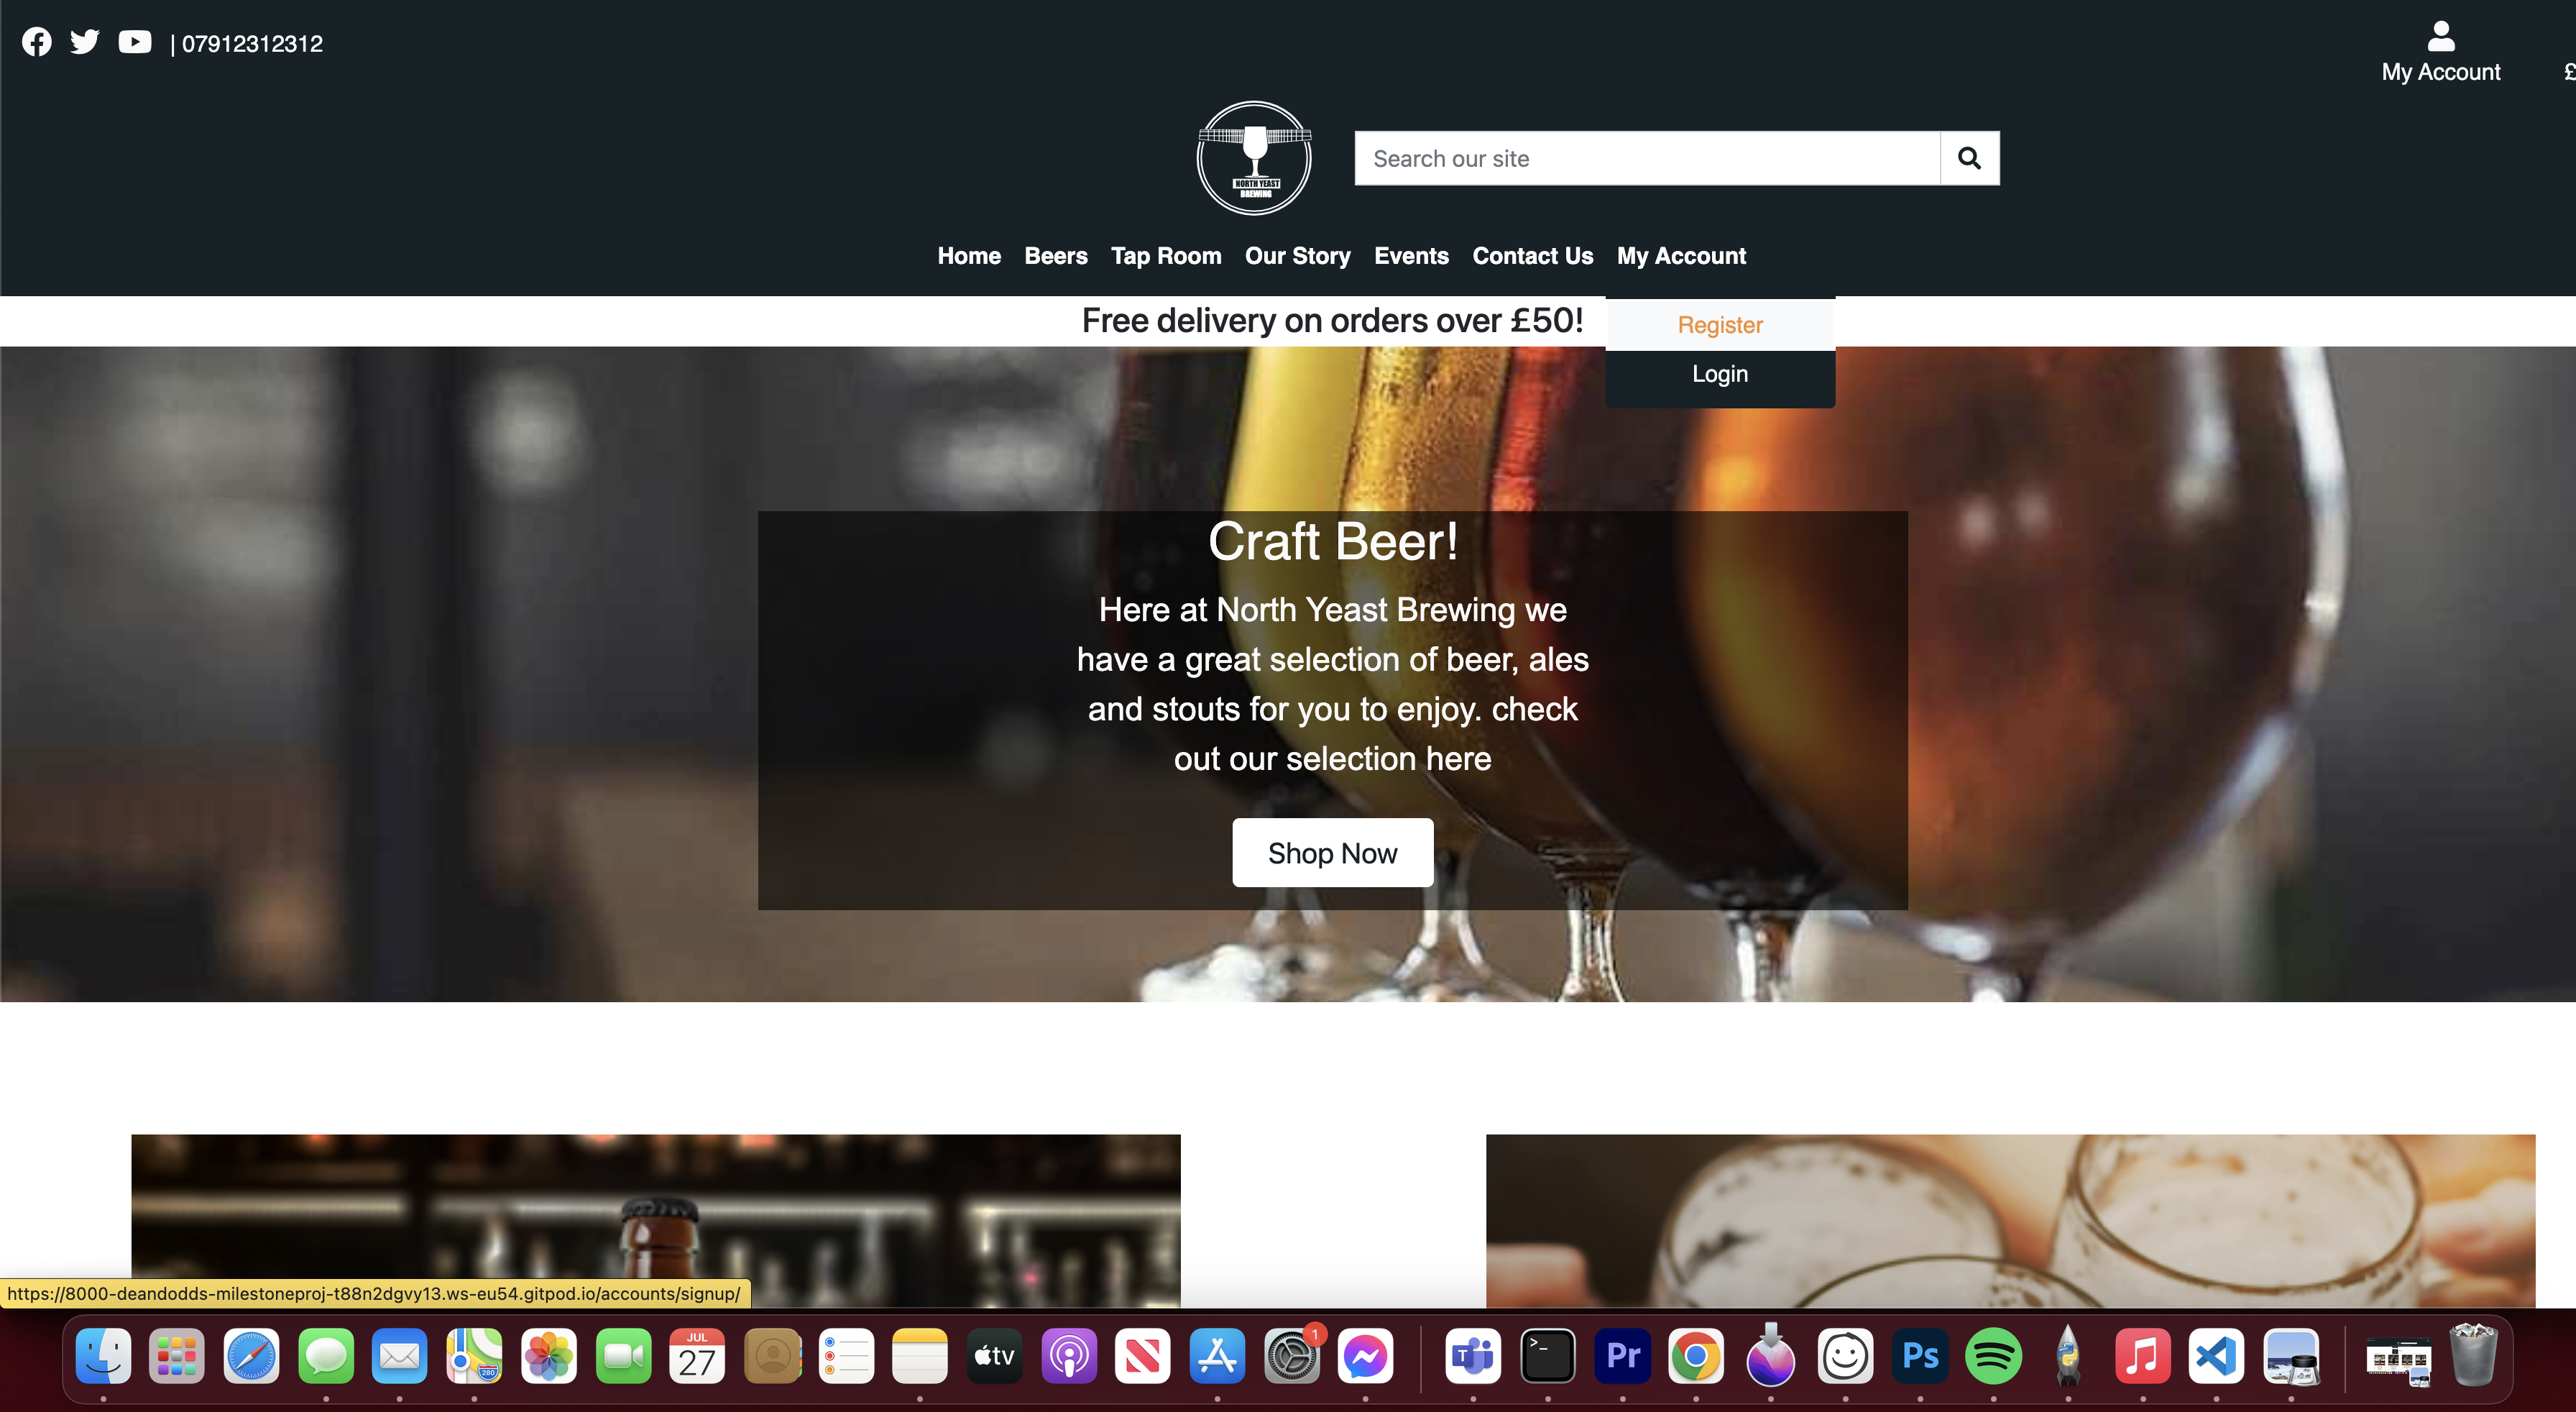 | 07912312312
My Account
£
NORTH YEAST
BREWING
Search our site
Home Beers Tap Room Our Story Events Contact Us My Account
Free delivery on orders over £50!
Register
Login
Craft Beer!
Here at North Yeast Brewing we
have a great selection of beer, ales
and stouts for you to enjoy. check
out our selection here
Shop Now
https://8000-deandodds-milestoneproj-t88n2dgvy13.ws-eu54.gitpod.io/accounts/signup/
JUL
27
280
tv
1
T
>_
Pr
Ps